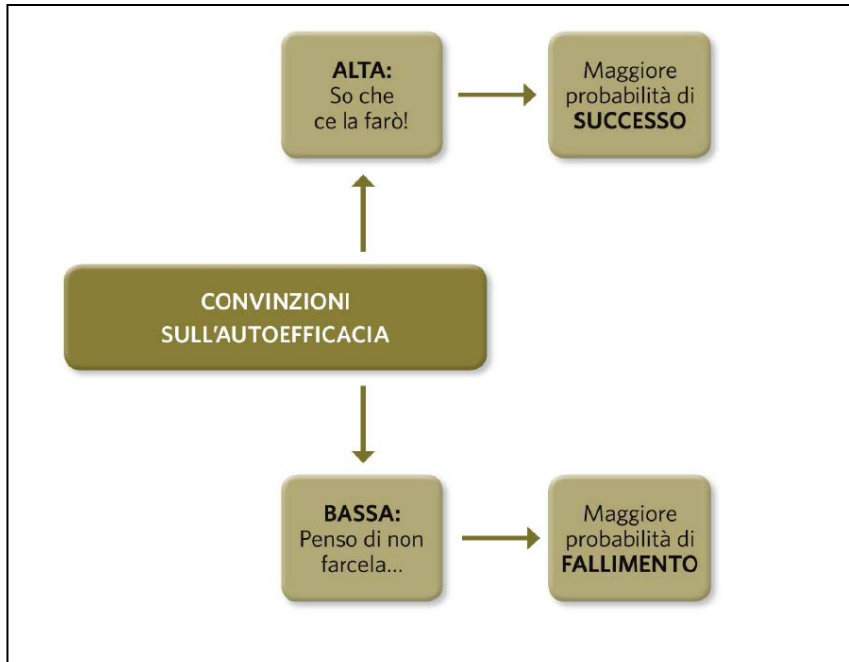 ALTA:
So che
ce la farò!
Maggiore
probabilità di
SUCCESSO
CONVINZIONI
SULL'AUTOEFFICACIA
BASSA:
Penso di non
farcela...
Maggiore
probabilità di
FALLIMENTO